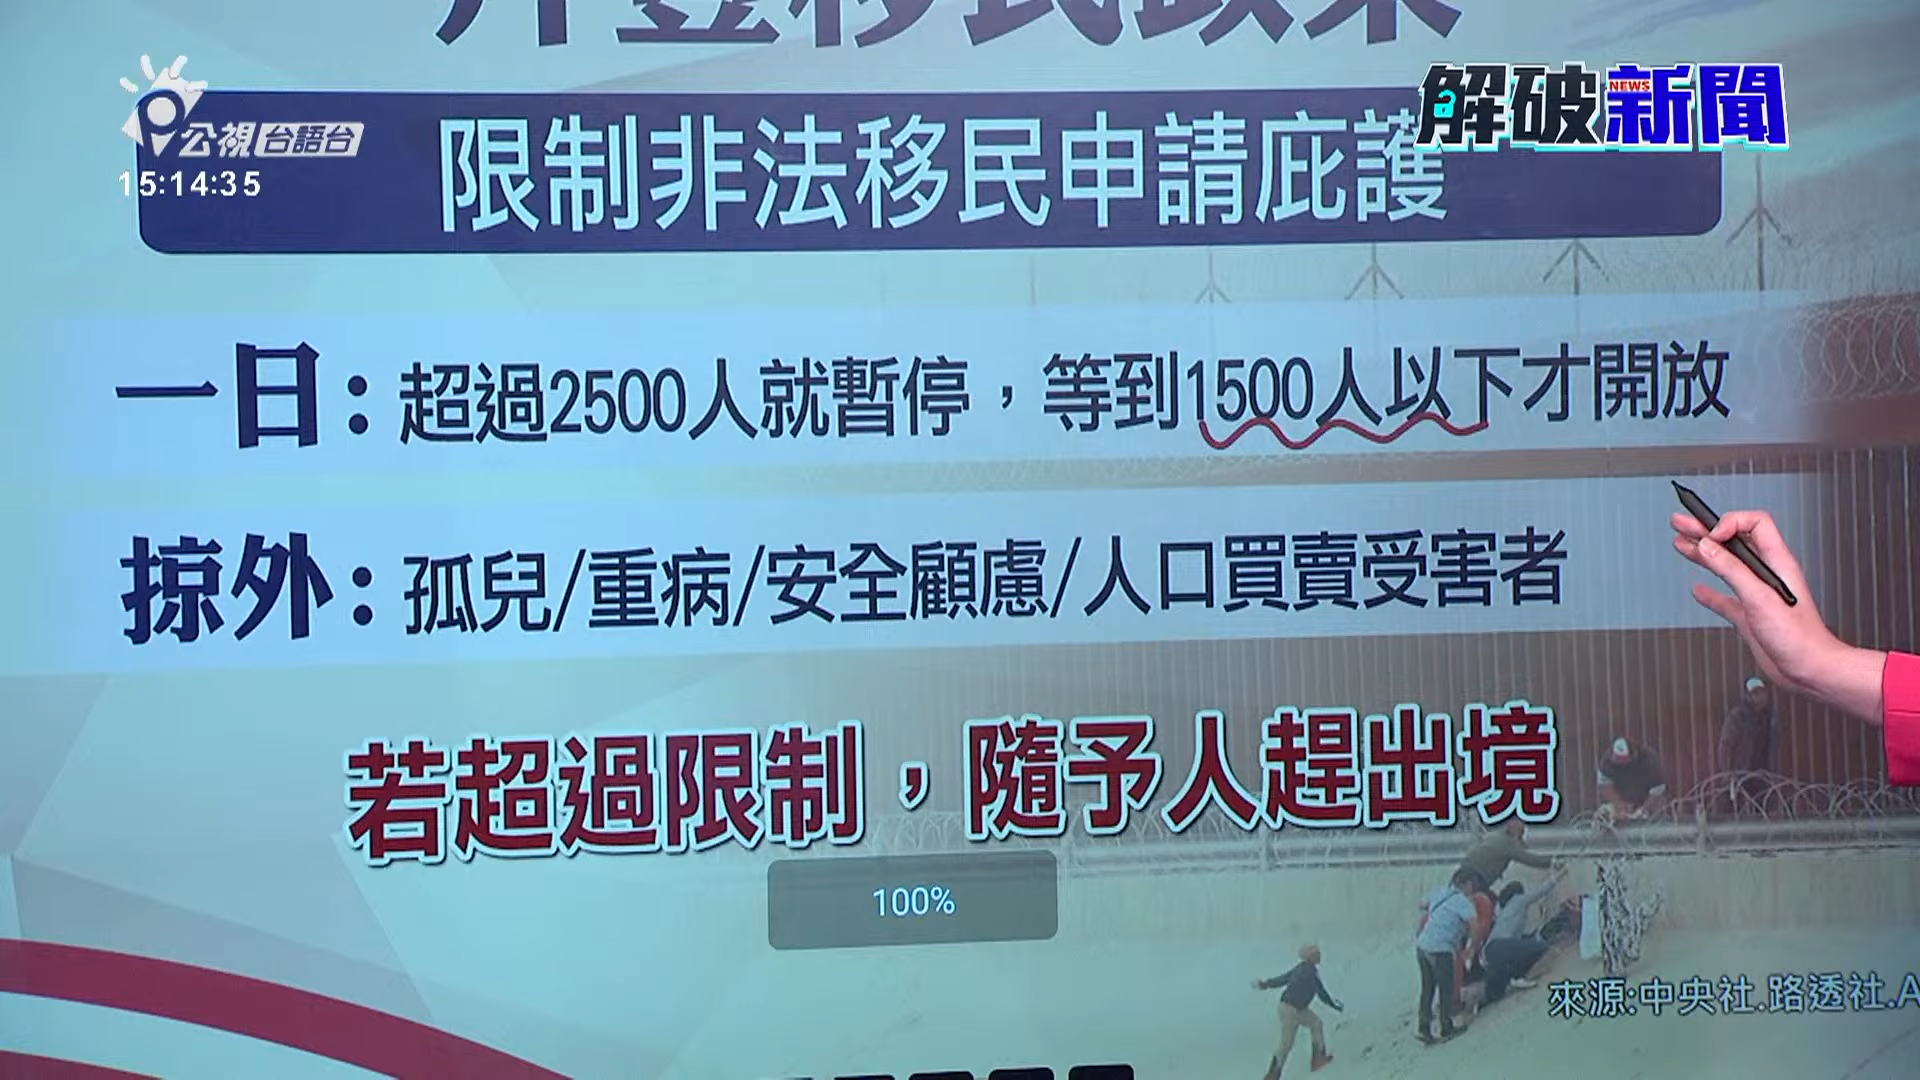 移民政策
解破新聞
NEWS
公視台語台
15:14:35
限制非法移民申請庇護
一日：超過2500人就暫停，等到1500人以下才開放
掠外：孤兒/重病/安全顧慮/人口買賣受害者
若超過限制，隨予人趕出境
100%
來源:中央社.路透社.A